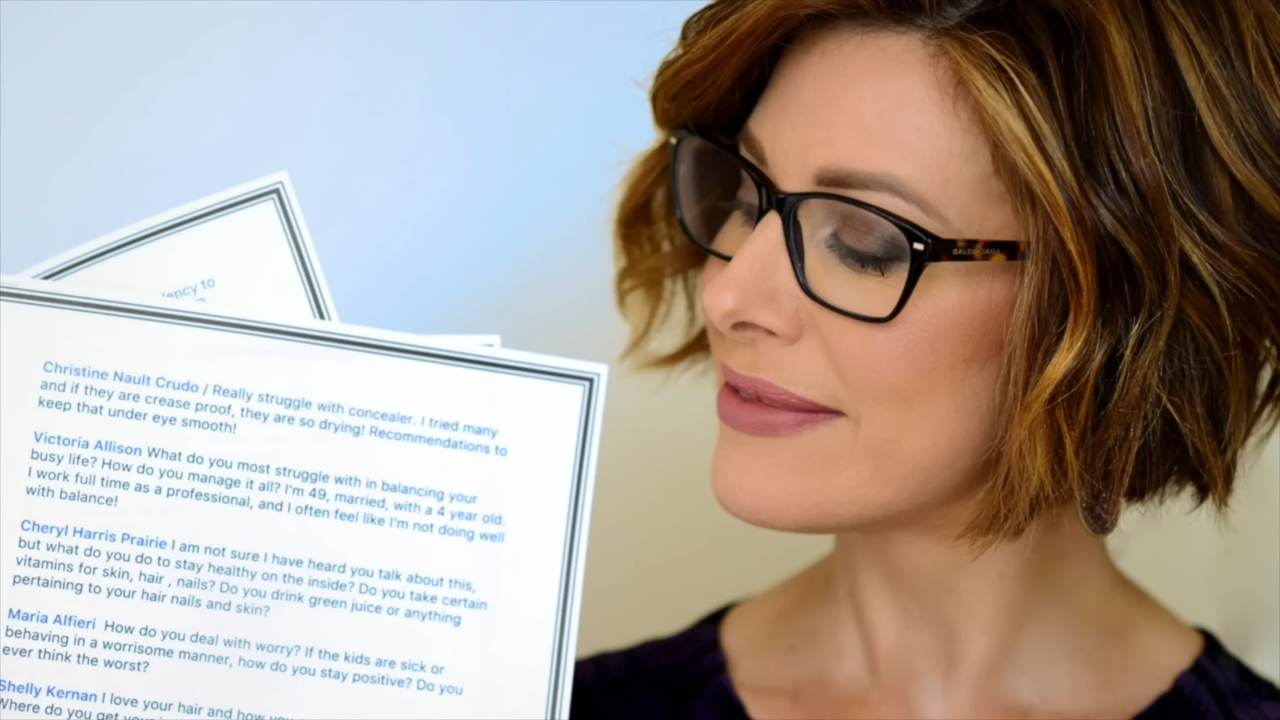 ency to
Christine Nault Crudo / Really struggle with concealer. I tried many
and if they are crease proof, they are so drying! Recommendations to
keep that under eye smooth!
Victoria Allison What do you most struggle with in balancing your
busy life? How do you manage it all? I'm 49, married, with a 4 year old.
I work full time as a professional, and I often feel like I'm not doing well
with balance!
Cheryl Harris Prairie I am not sure I have heard you talk about this,
but what do you do to stay healthy on the inside? Do you take certain
vitamins for skin, hair , nails? Do you drink green juice or anything
pertaining to your hair nails and skin?
Maria Alfieri How do you deal with worry? If the kids are sick or
behaving in a worrisome manner, how do you stay positive? Do you
ever think the worst?
Shelly Kernan I love your hair and how you
Where do you get your
BALENCIAGA